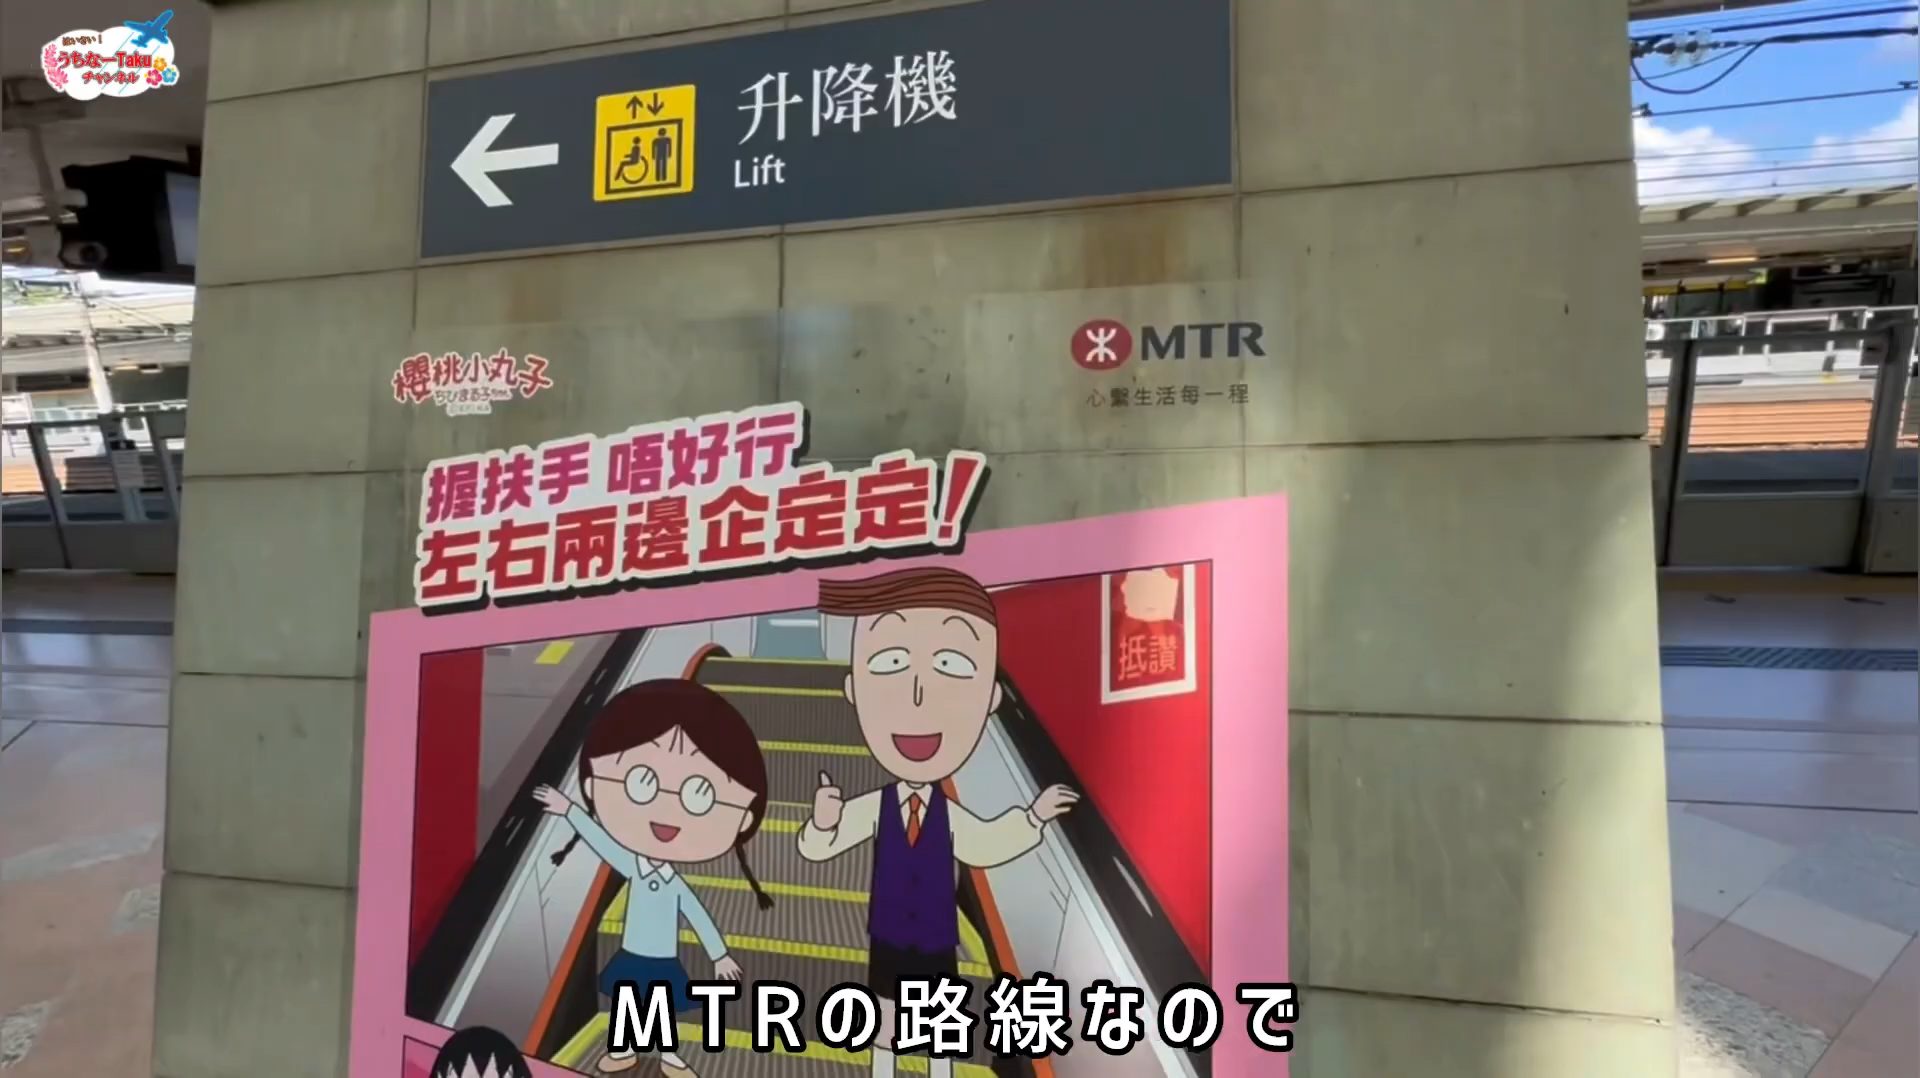 はいさい！
うちなーTaku
チャンネル
升降機
Lift
MTR
心繫生活每一程
櫻桃小丸子
ちびまる子ちゃん
握扶手 唔好行
左右兩邊企定定！
抵讚
MTRの路線なので